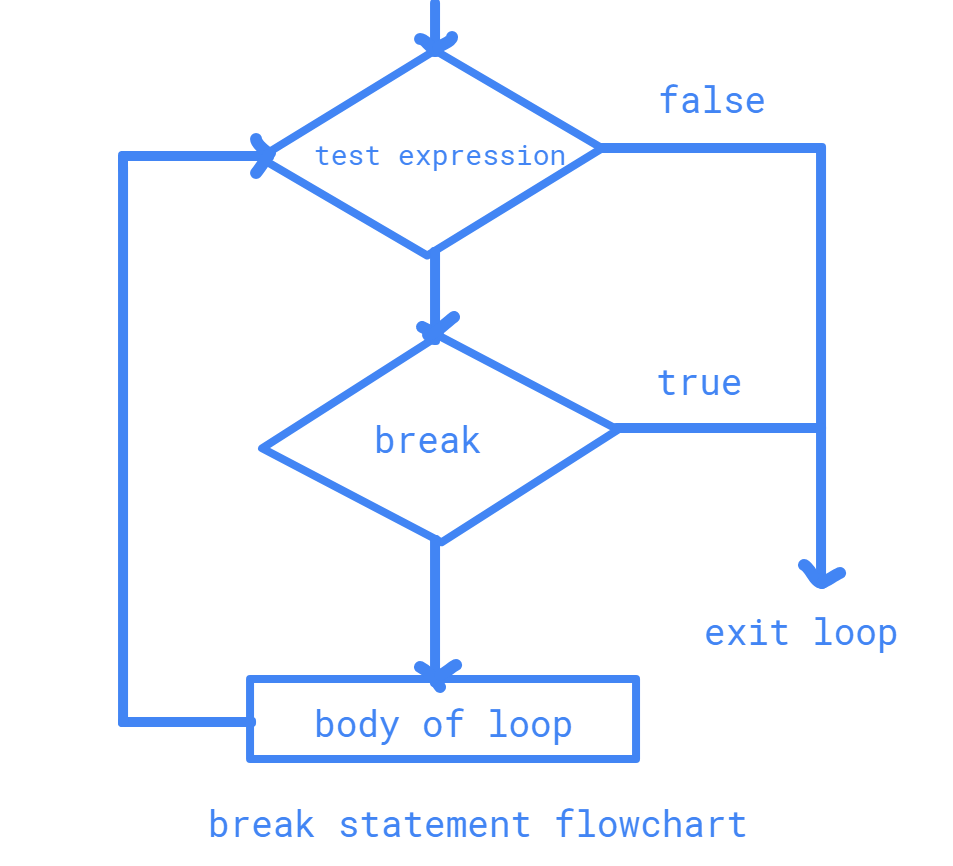 false
test expression
true
break
exit loop
body of loop
break statement flowchart